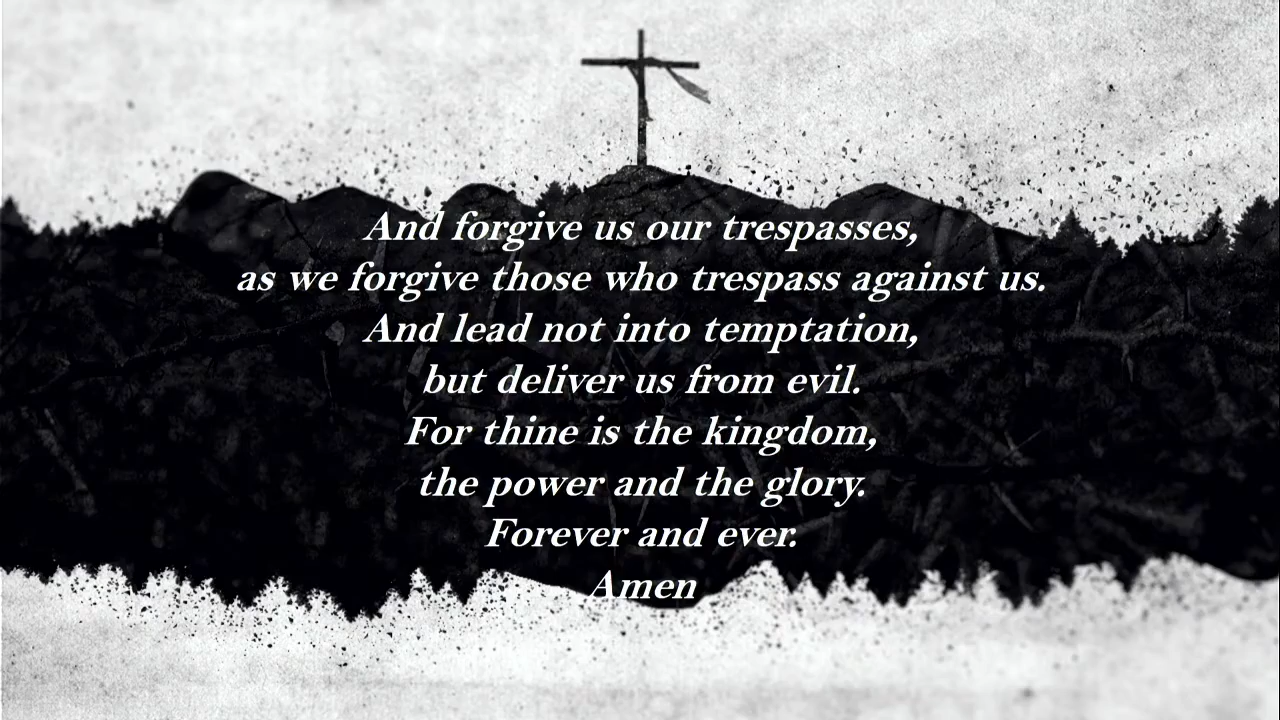 And forgive us our trespasses,
as we forgive those who trespass against us.
And lead not into temptation,
but deliver us from evil.
For thine is the kingdom,
the power and the glory.
Forever and ever.
Amen